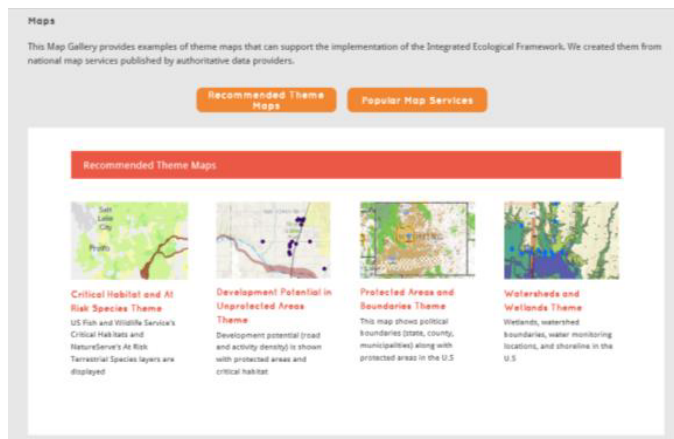 Maps
This Map Gallery provides examples of theme maps that can support the implementation of the Integrated Ecological Framework. We created them from
national map services published by authoritative data providers.
Recommended Theme
Maps
Popular Map Services
Recommended Theme Maps
Salt
Lake
City
Provo
Critical Habitat and At
Risk Species Theme
US Fish and Wildlife Service's
Critical Habitats and
NatureServe's At Risk
Terrestrial Species layers are
displayed
Development Potential in
Unprotected Areas
Theme
Development potential (road
and activity density) is shown
with protected areas and
critical habitat
Protected Areas and
Boundaries Theme
This map shows political
boundaries (state, county,
municipalities) along with
protected areas in the U.S
Watersheds and
Wetlands Theme
Wetlands, watershed
boundaries, water monitoring
locations, and shoreline in the
U.S